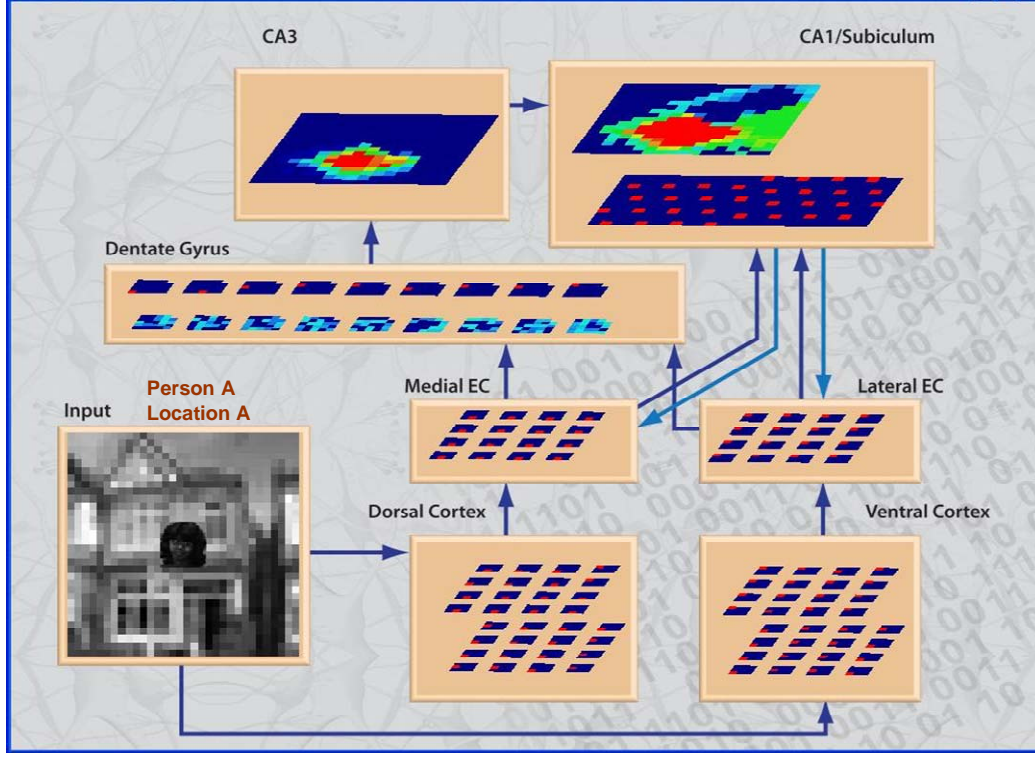 CA3
CA1/Subiculum
Dentate Gyrus
Person A
Location A
Input
Medial EC
Lateral EC
Dorsal Cortex
Ventral Cortex